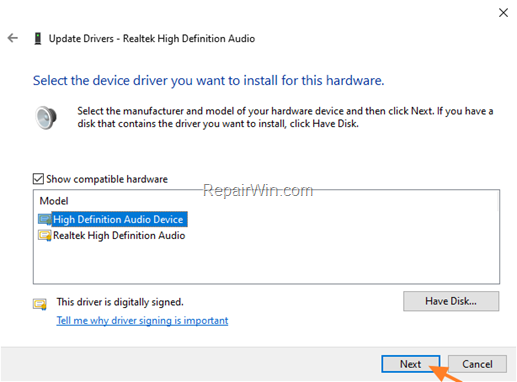 Update Drivers - Realtek High Definition Audio
Select the device driver you want to install for this hardware.
Select the manufacturer and model of your hardware device and then click Next. If you have a
disk that contains the driver you want to install, click Have Disk.
Show compatible hardware
RepairWin.com
Model
High Definition Audio Device
Realtek High Definition Audio
This driver is digitally signed.
Have Disk...
Tell me why driver signing is important
Next
Cancel